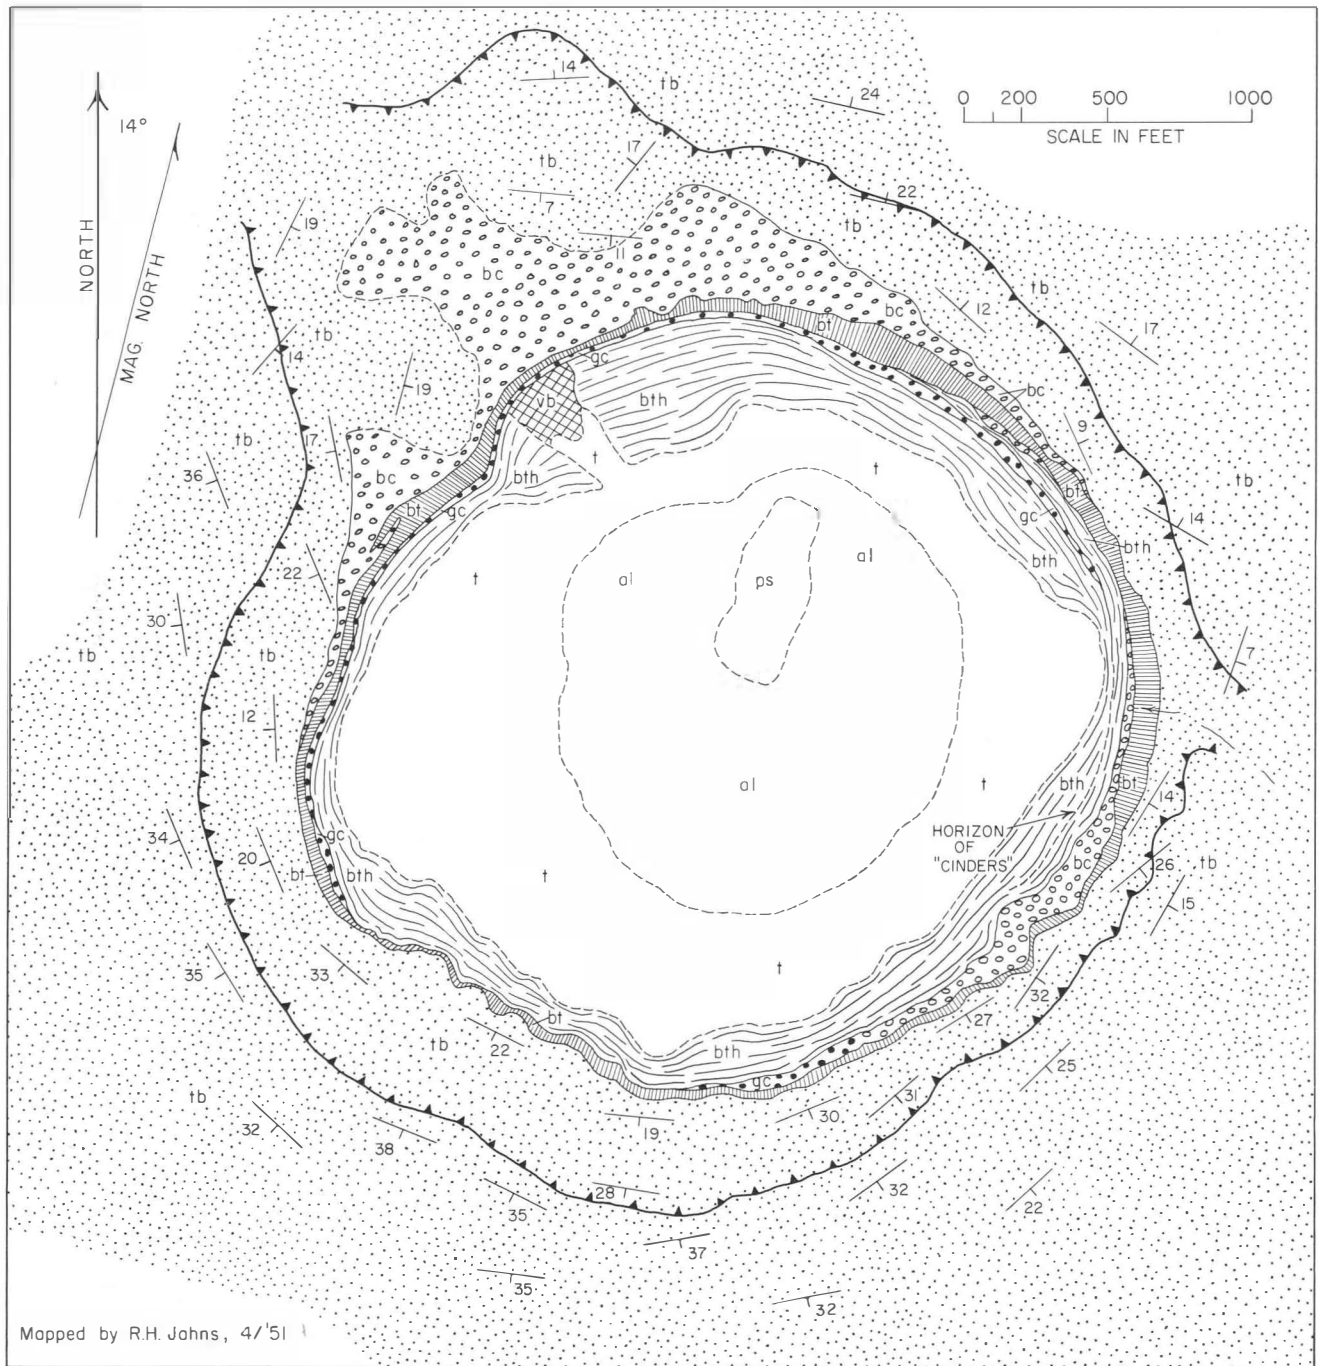 14
tb
24
0 200 500 1000
SCALE IN FEET
14°
NORTH
MAG. NORTH
17
tb
7
22
tb
19
11
bc
12
tb
bc
tb
14
bt
17
gc
bc
19
vb
bth
9
tb
17
36
bc
t
t
bth
bt
tb
bt
gc
gc
14
bth
bth
22
t
al
ps
al
30
tb
tb
7
12
al
t
bth
bt
14
HORIZON
OF
"CINDERS"
gc
34
20
bt
bth
bc
26
tb
t
15
35
33
t
32
27
bt
tb
22
bth
gc
25
tb
31
30
19
32
38
28
32
22
35
37
35
32
Mapped by R.H. Jahns, 4/'51